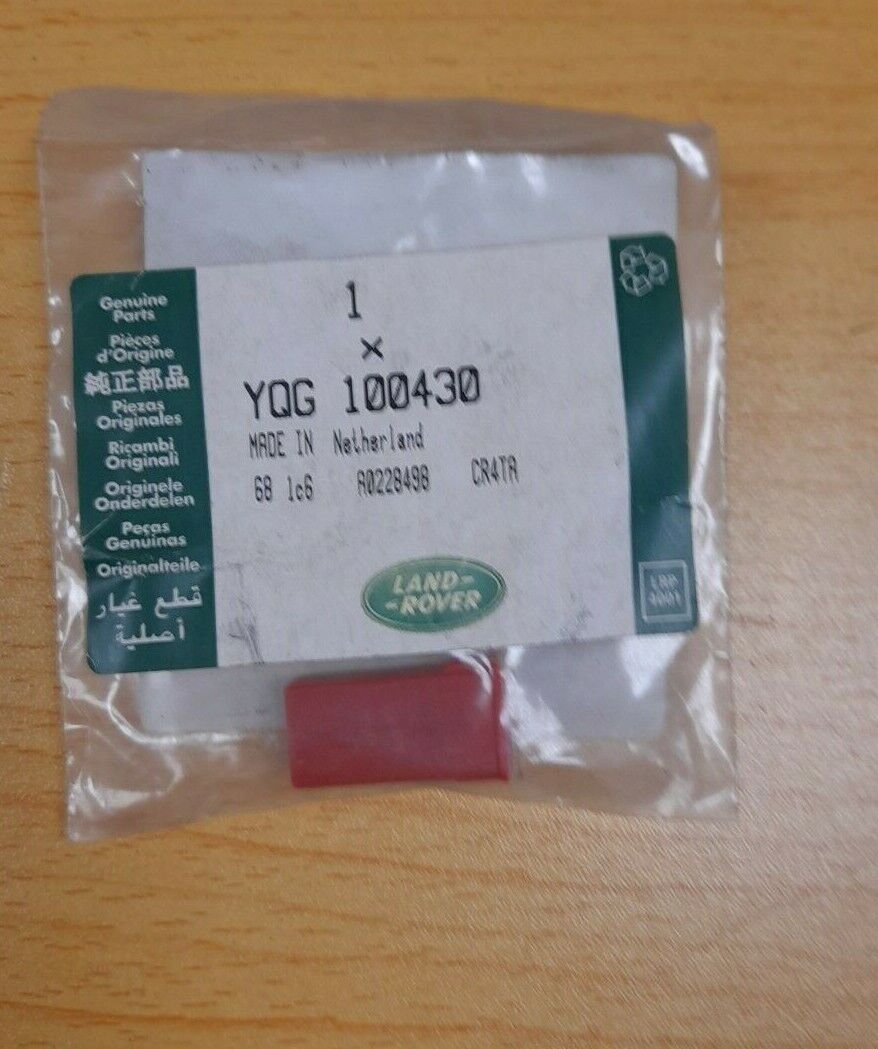 Genuine
Parts
Pièces
d'Origine
純正部品
Piezas
Originales
Ricambi
Originali
Originele
Onderdelen
Peças
Genuinas
Originalteile
قطع غيار
أصلية
1
×
YQG 100430
MADE IN Netherland
68 1c6 A0228498 CR4TA
LAND-
-ROVER